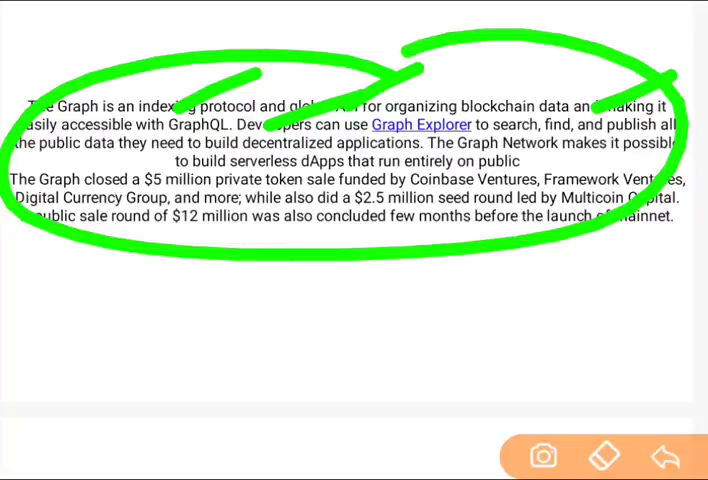 The Graph is an indexing protocol and global API for organizing blockchain data and making it
easily accessible with GraphQL. Developers can use Graph Explorer to search, find, and publish all
the public data they need to build decentralized applications. The Graph Network makes it possible
to build serverless dApps that run entirely on public
The Graph closed a $5 million private token sale funded by Coinbase Ventures, Framework Ventures,
Digital Currency Group, and more; while also did a $2.5 million seed round led by Multicoin Capital.
public sale round of $12 million was also concluded few months before the launch of mainnet.